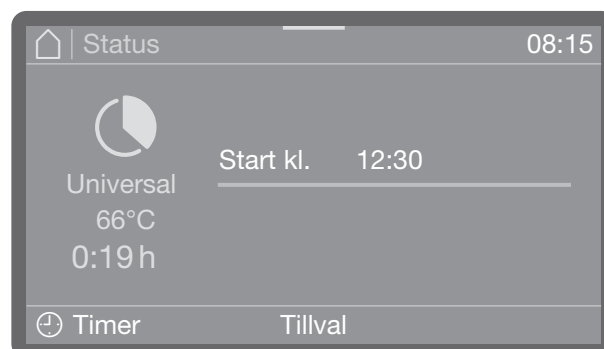 Status 08:15
Start kl. 12:30
Universal
66°C
0:19 h
Timer Tillval